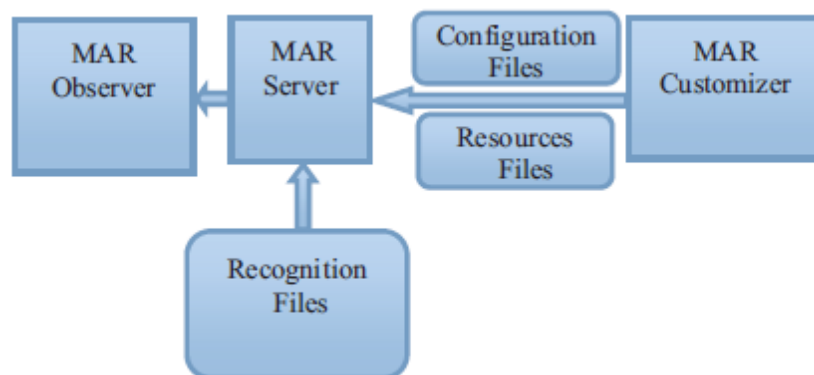 MAR
Observer
MAR
Server
Configuration
Files
Resources
Files
MAR
Customizer
Recognition
Files